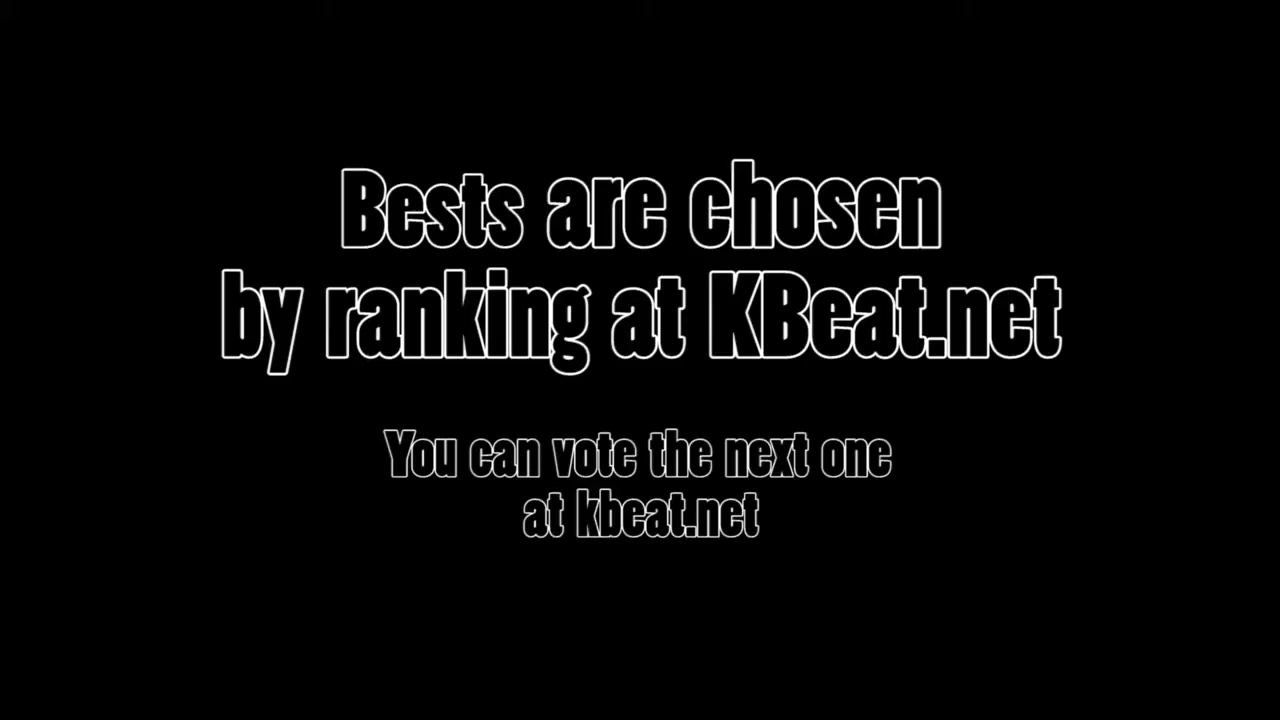 Bests are chosen
by ranking at KBeat.net
You can vote the next one
at kbeat.net